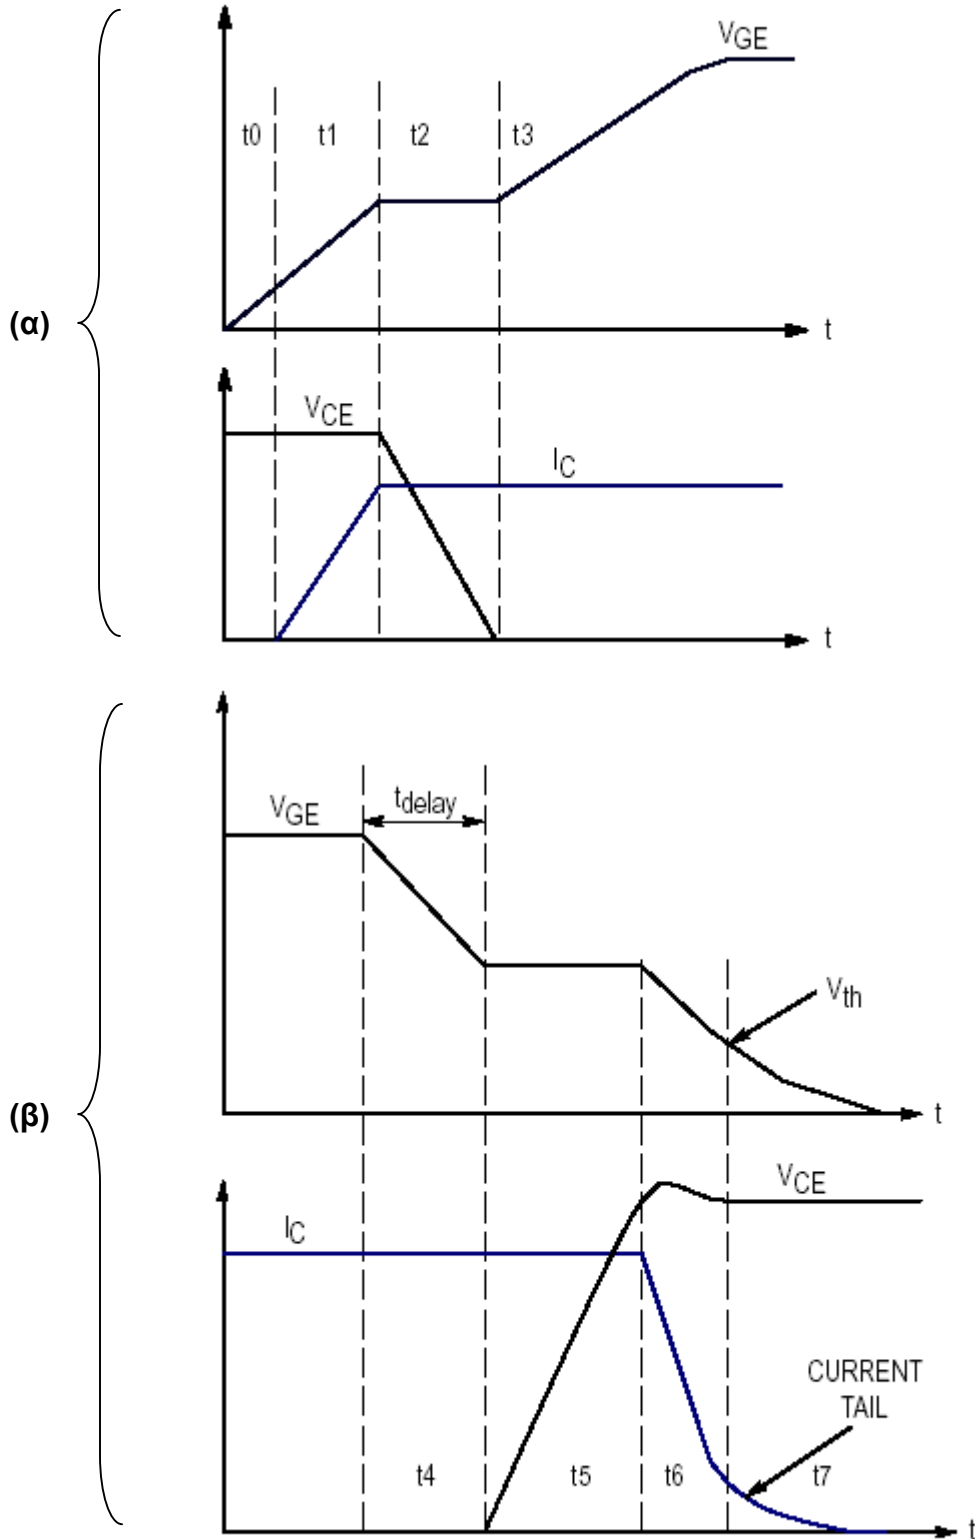 VGE
t0 t1 t2 t3
(α)
t
VCE
IC
t
VGE
tdelay
Vth
(β)
t
VCE
IC
CURRENT
TAIL
t4 t5 t6 t7
t